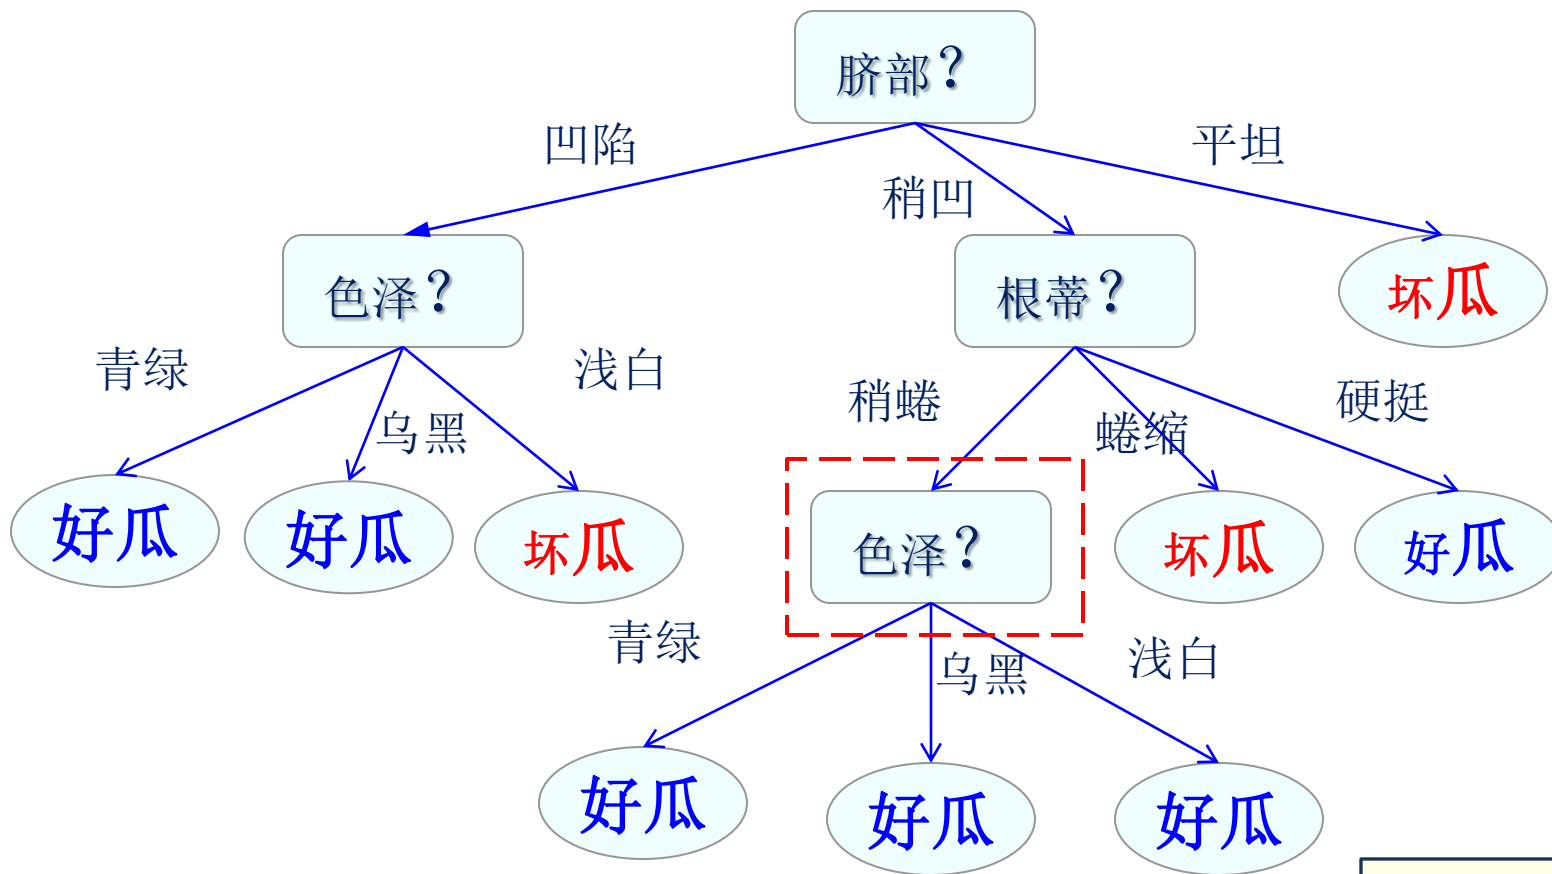 脐部？
凹陷
稍凹
平坦
色泽？
根蒂？
坏瓜
青绿
乌黑
浅白
稍蜷
蜷缩
硬挺
好瓜
好瓜
坏瓜
色泽？
坏瓜
好瓜
青绿
乌黑
浅白
好瓜
好瓜
好瓜